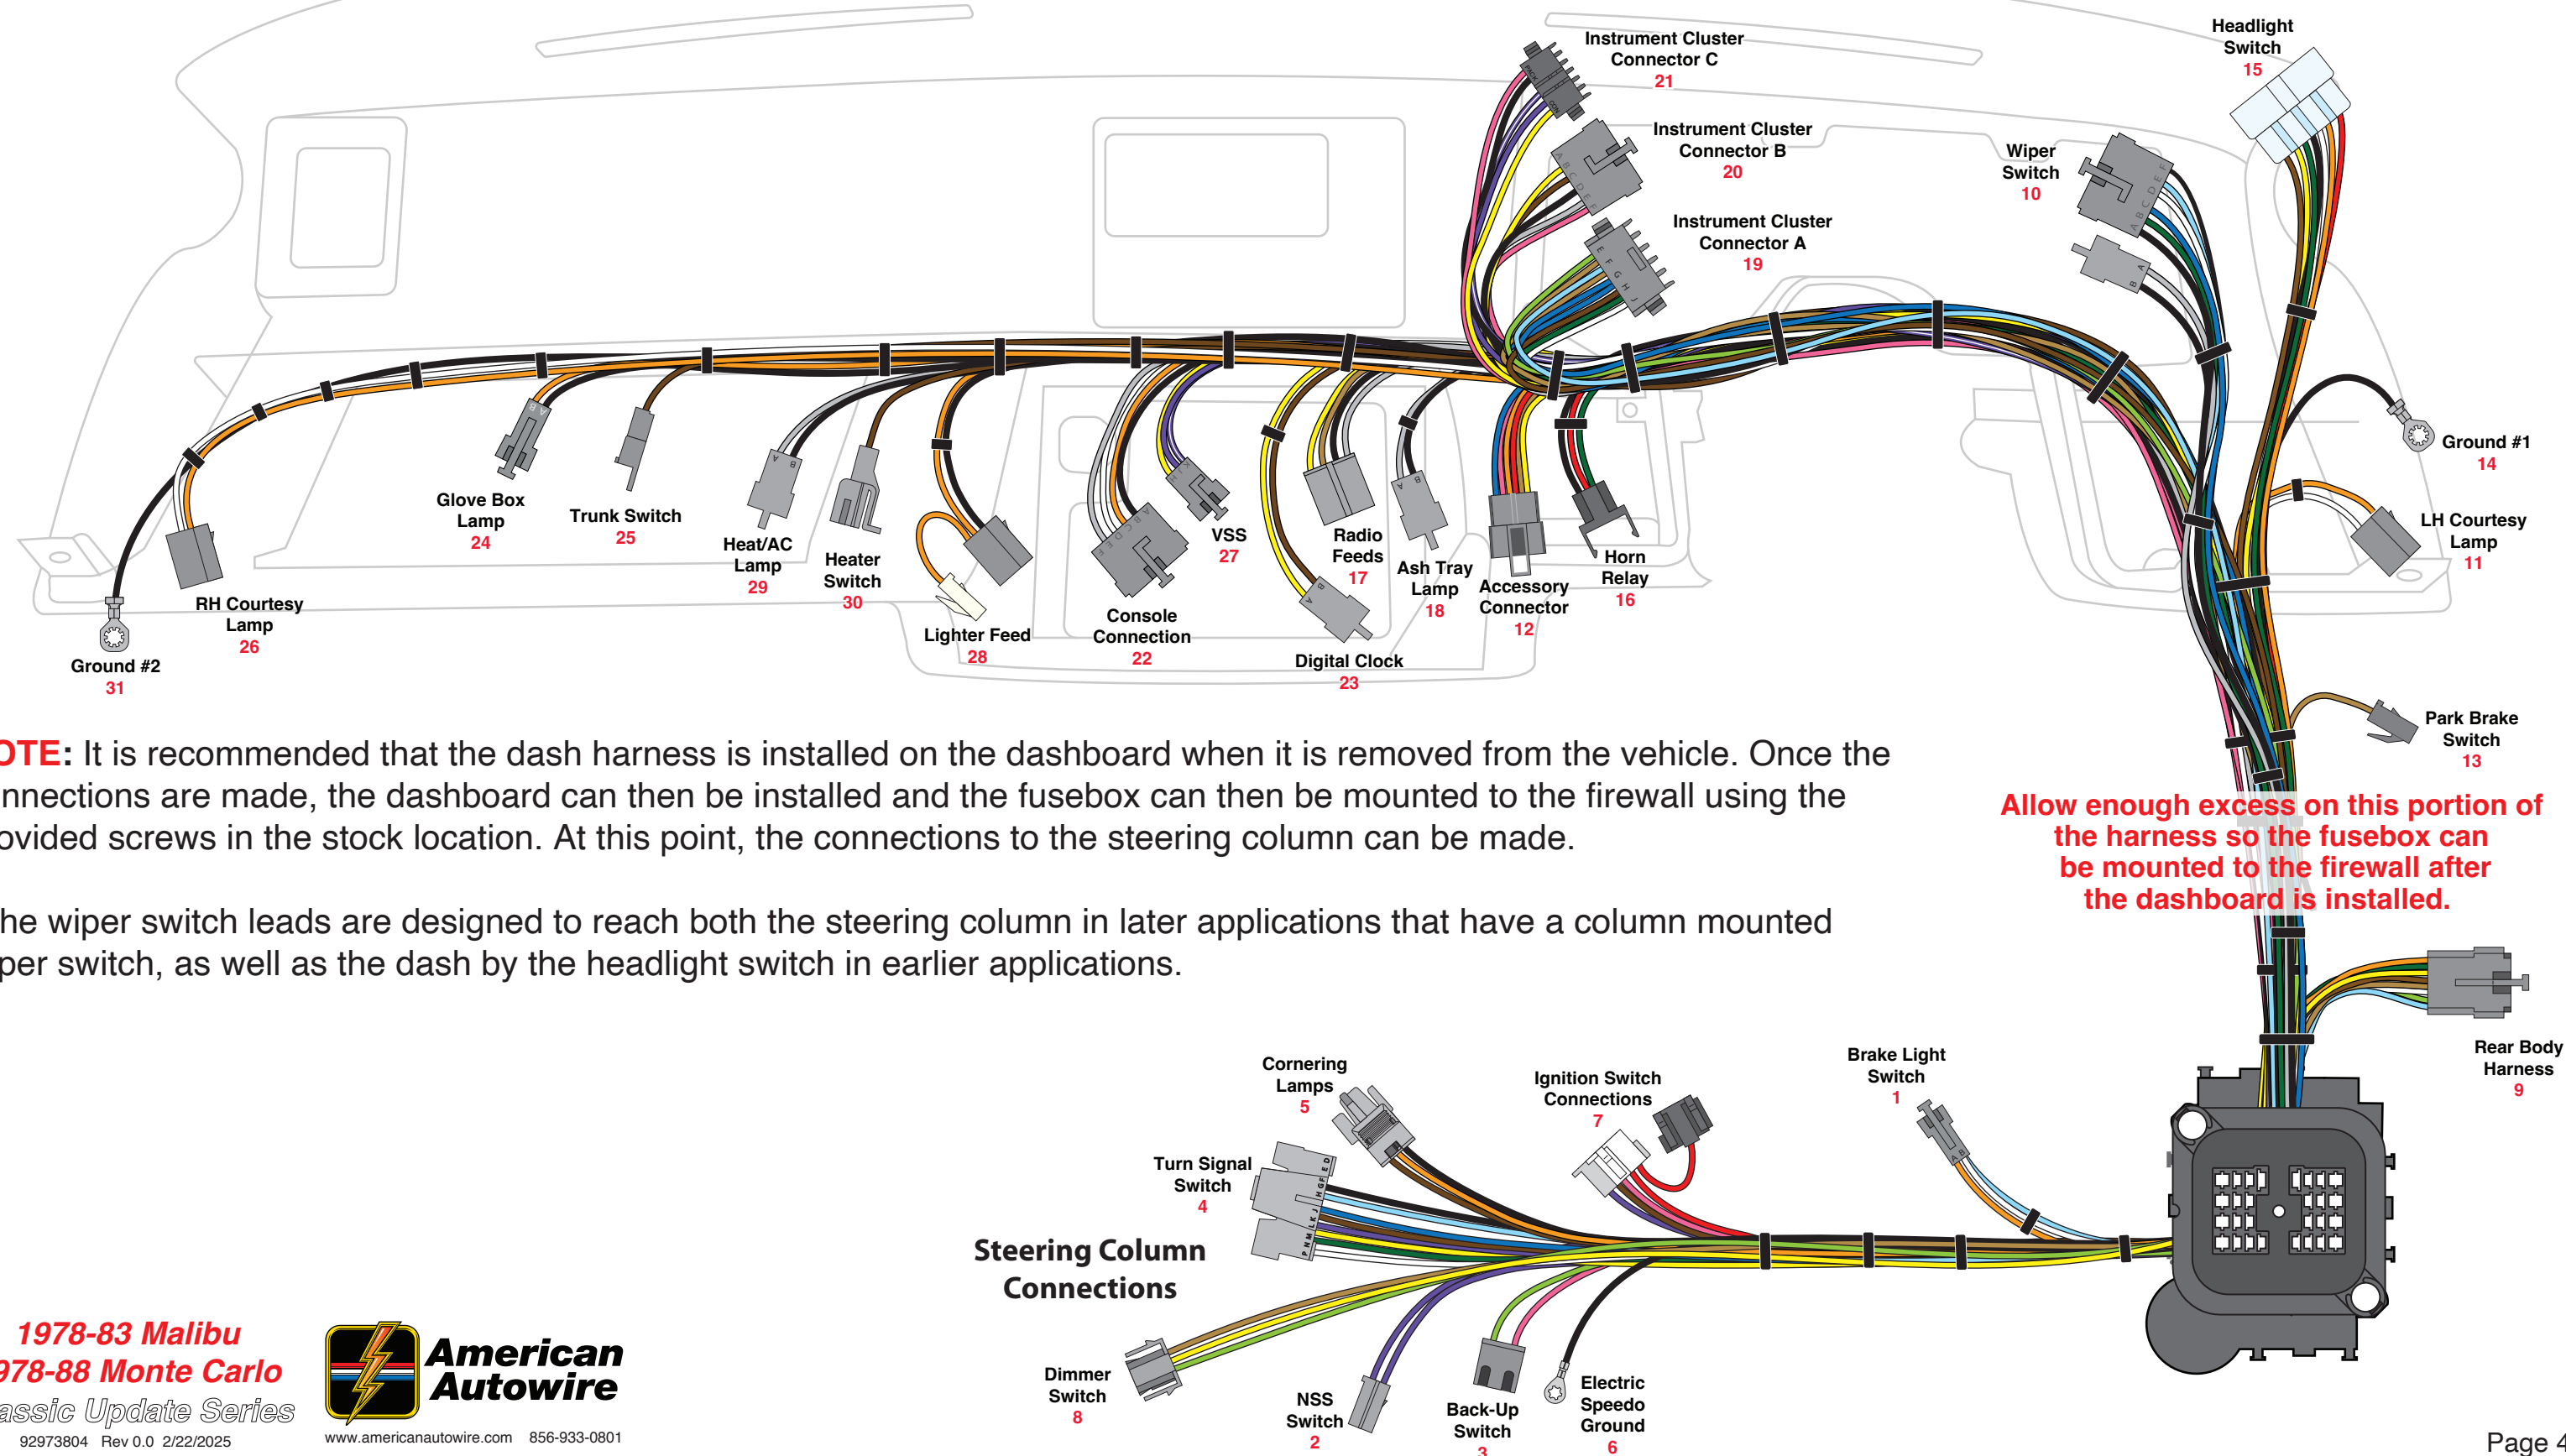 Headlight
Switch
15
Instrument Cluster
Connector C
21
Instrument Cluster
Connector B
20
Wiper
Switch
10
Instrument Cluster
Connector A
19
Ground #1
14
LH Courtesy
Lamp
11
Glove Box
Lamp
24
Trunk Switch
25
Heat/AC
Lamp
29
Heater
Switch
30
Lighter Feed
28
Console
Connection
22
VSS
27
Digital Clock
23
Radio
Feeds
17
Ash Tray
Lamp
18
Accessory
Connector
12
Horn
Relay
16
RH Courtesy
Lamp
26
Ground #2
31
Park Brake
Switch
13
OTE: It is recommended that the dash harness is installed on the dashboard when it is removed from the vehicle. Once the
nnections are made, the dashboard can then be installed and the fusebox can then be mounted to the firewall using the
ovided screws in the stock location. At this point, the connections to the steering column can be made.
he wiper switch leads are designed to reach both the steering column in later applications that have a column mounted
per switch, as well as the dash by the headlight switch in earlier applications.
Allow enough excess on this portion of
the harness so the fusebox can
be mounted to the firewall after
the dashboard is installed.
Rear Body
Harness
9
Brake Light
Switch
1
Ignition Switch
Connections
7
Cornering
Lamps
5
Turn Signal
Switch
4
Steering Column
Connections
Dimmer
Switch
8
NSS
Switch
2
Back-Up
Switch
3
Electric
Speedo
Ground
6
1978-83 Malibu
978-88 Monte Carlo
assic Update Series
92973804 Rev 0.0 2/22/2025
American
Autowire
www.americanautowire.com 856-933-0801
Page 4